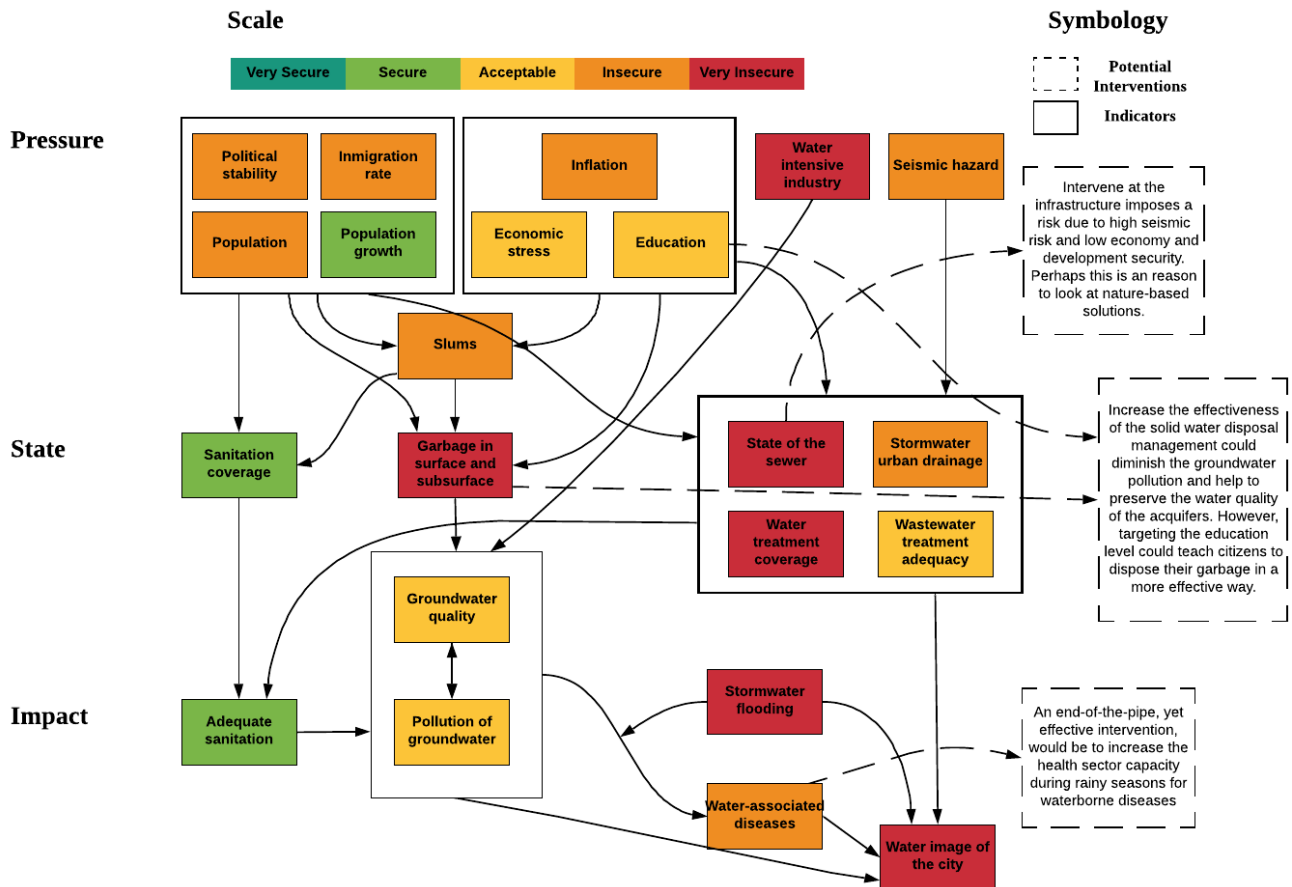 Scale
Symbology
Very Secure
Secure
Acceptable
Insecure
Very Insecure
Potential
Interventions
Indicators
Pressure
Political
stability
Inmigration
rate
Population
Population
growth
Inflation
Economic
stress
Education
Water
intensive
industry
Seismic hazard
Intervene at the
infrastructure imposes a
risk due to high seismic
risk and low economy and
development security.
Perhaps this is an reason
to look at nature-based
solutions.
Slums
State
Sanitation
coverage
Garbage in
surface and
subsurface
State of the
sewer
Stormwater
urban drainage
Water
treatment
coverage
Wastewater
treatment
adequacy
Increase the effectiveness
of the solid water disposal
management could
diminish the groundwater
pollution and help to
preserve the water quality
of the acquifers. However,
targeting the education
level could teach citizens to
dispose their garbage in a
more effective way.
Impact
Adequate
sanitation
Groundwater
quality
Pollution of
groundwater
Stormwater
flooding
Water-associated
diseases
Water image of
the city
An end-of-the-pipe, yet
effective intervention,
would be to increase the
health sector capacity
during rainy seasons for
waterborne diseases